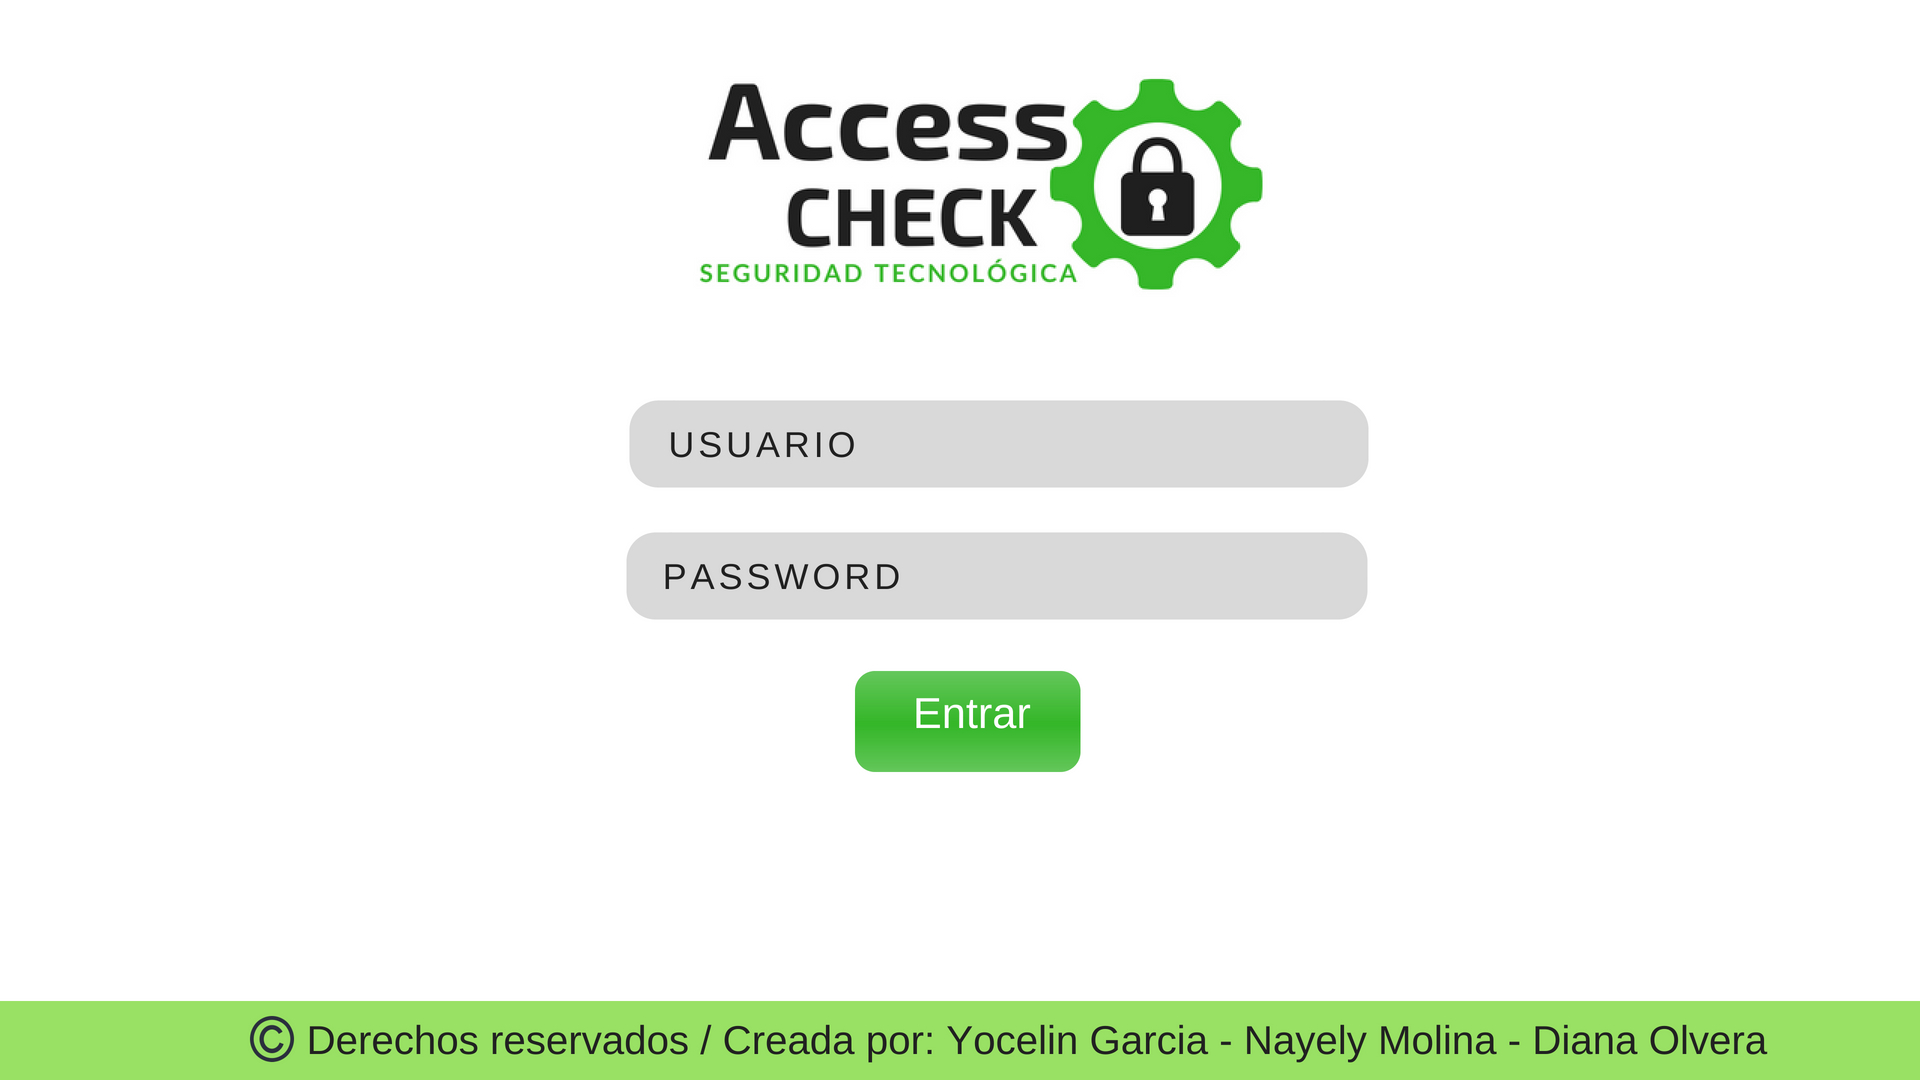 Access
CHECK
SEGURIDAD TECNOLÓGICA
USUARIO
PASSWORD
Entrar
© Derechos reservados / Creada por: Yocelin Garcia - Nayely Molina - Diana Olvera